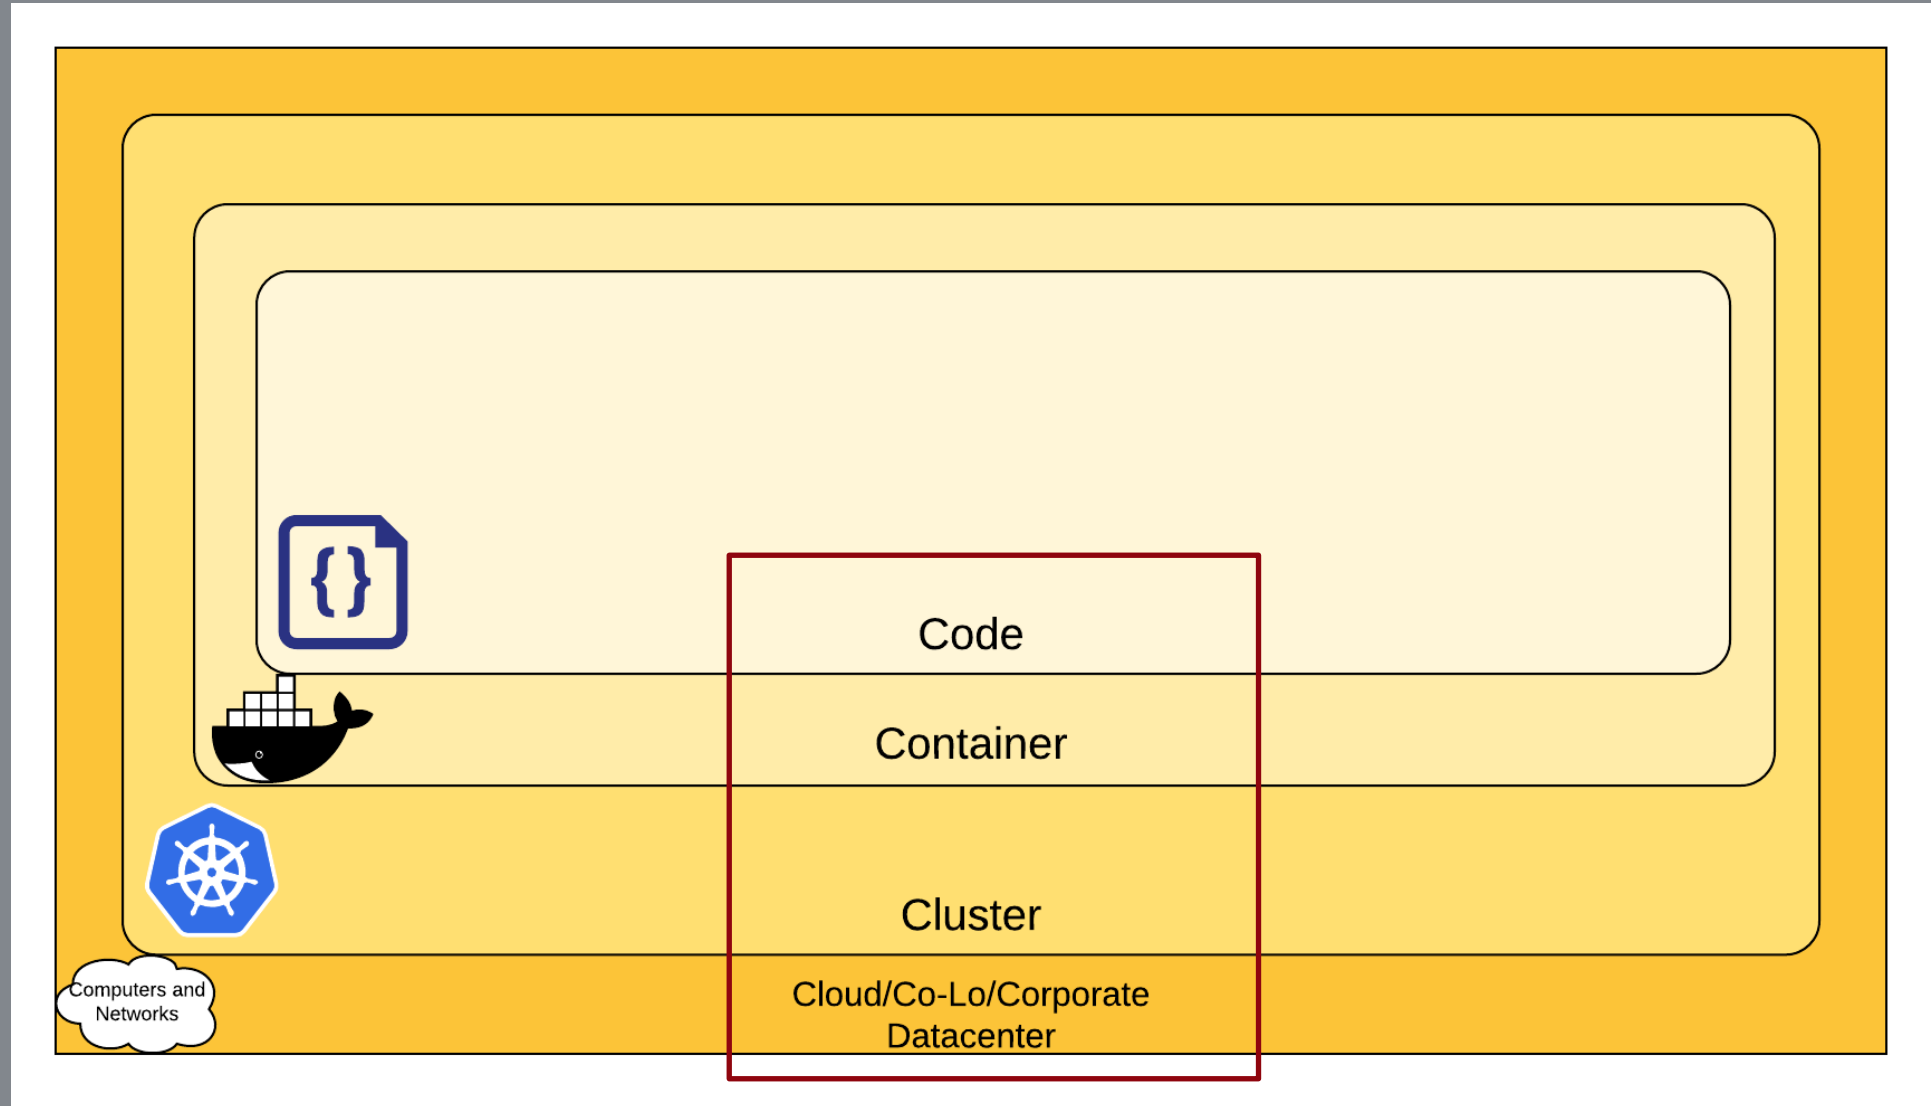 {}
Code
Container
Cluster
Computers and
Networks
Cloud/Co-Lo/Corporate
Datacenter